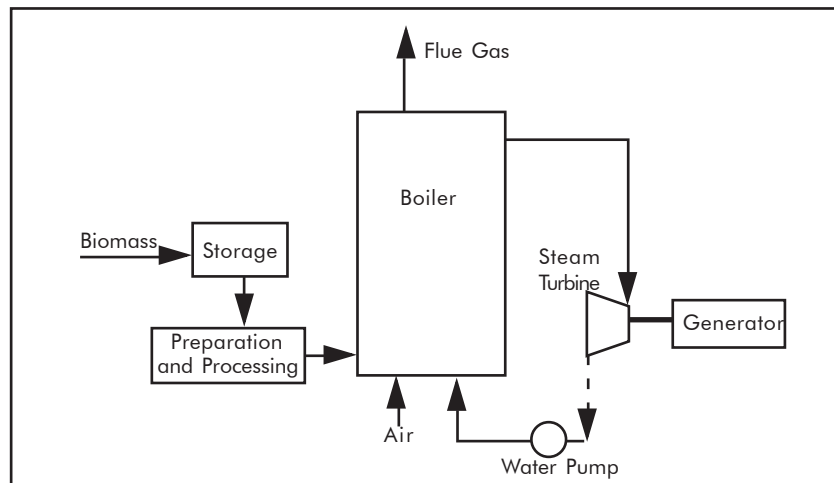 Flue Gas
Boiler
Biomass
Storage
Steam
Turbine
Preparation
and Processing
Generator
Air
Water Pump